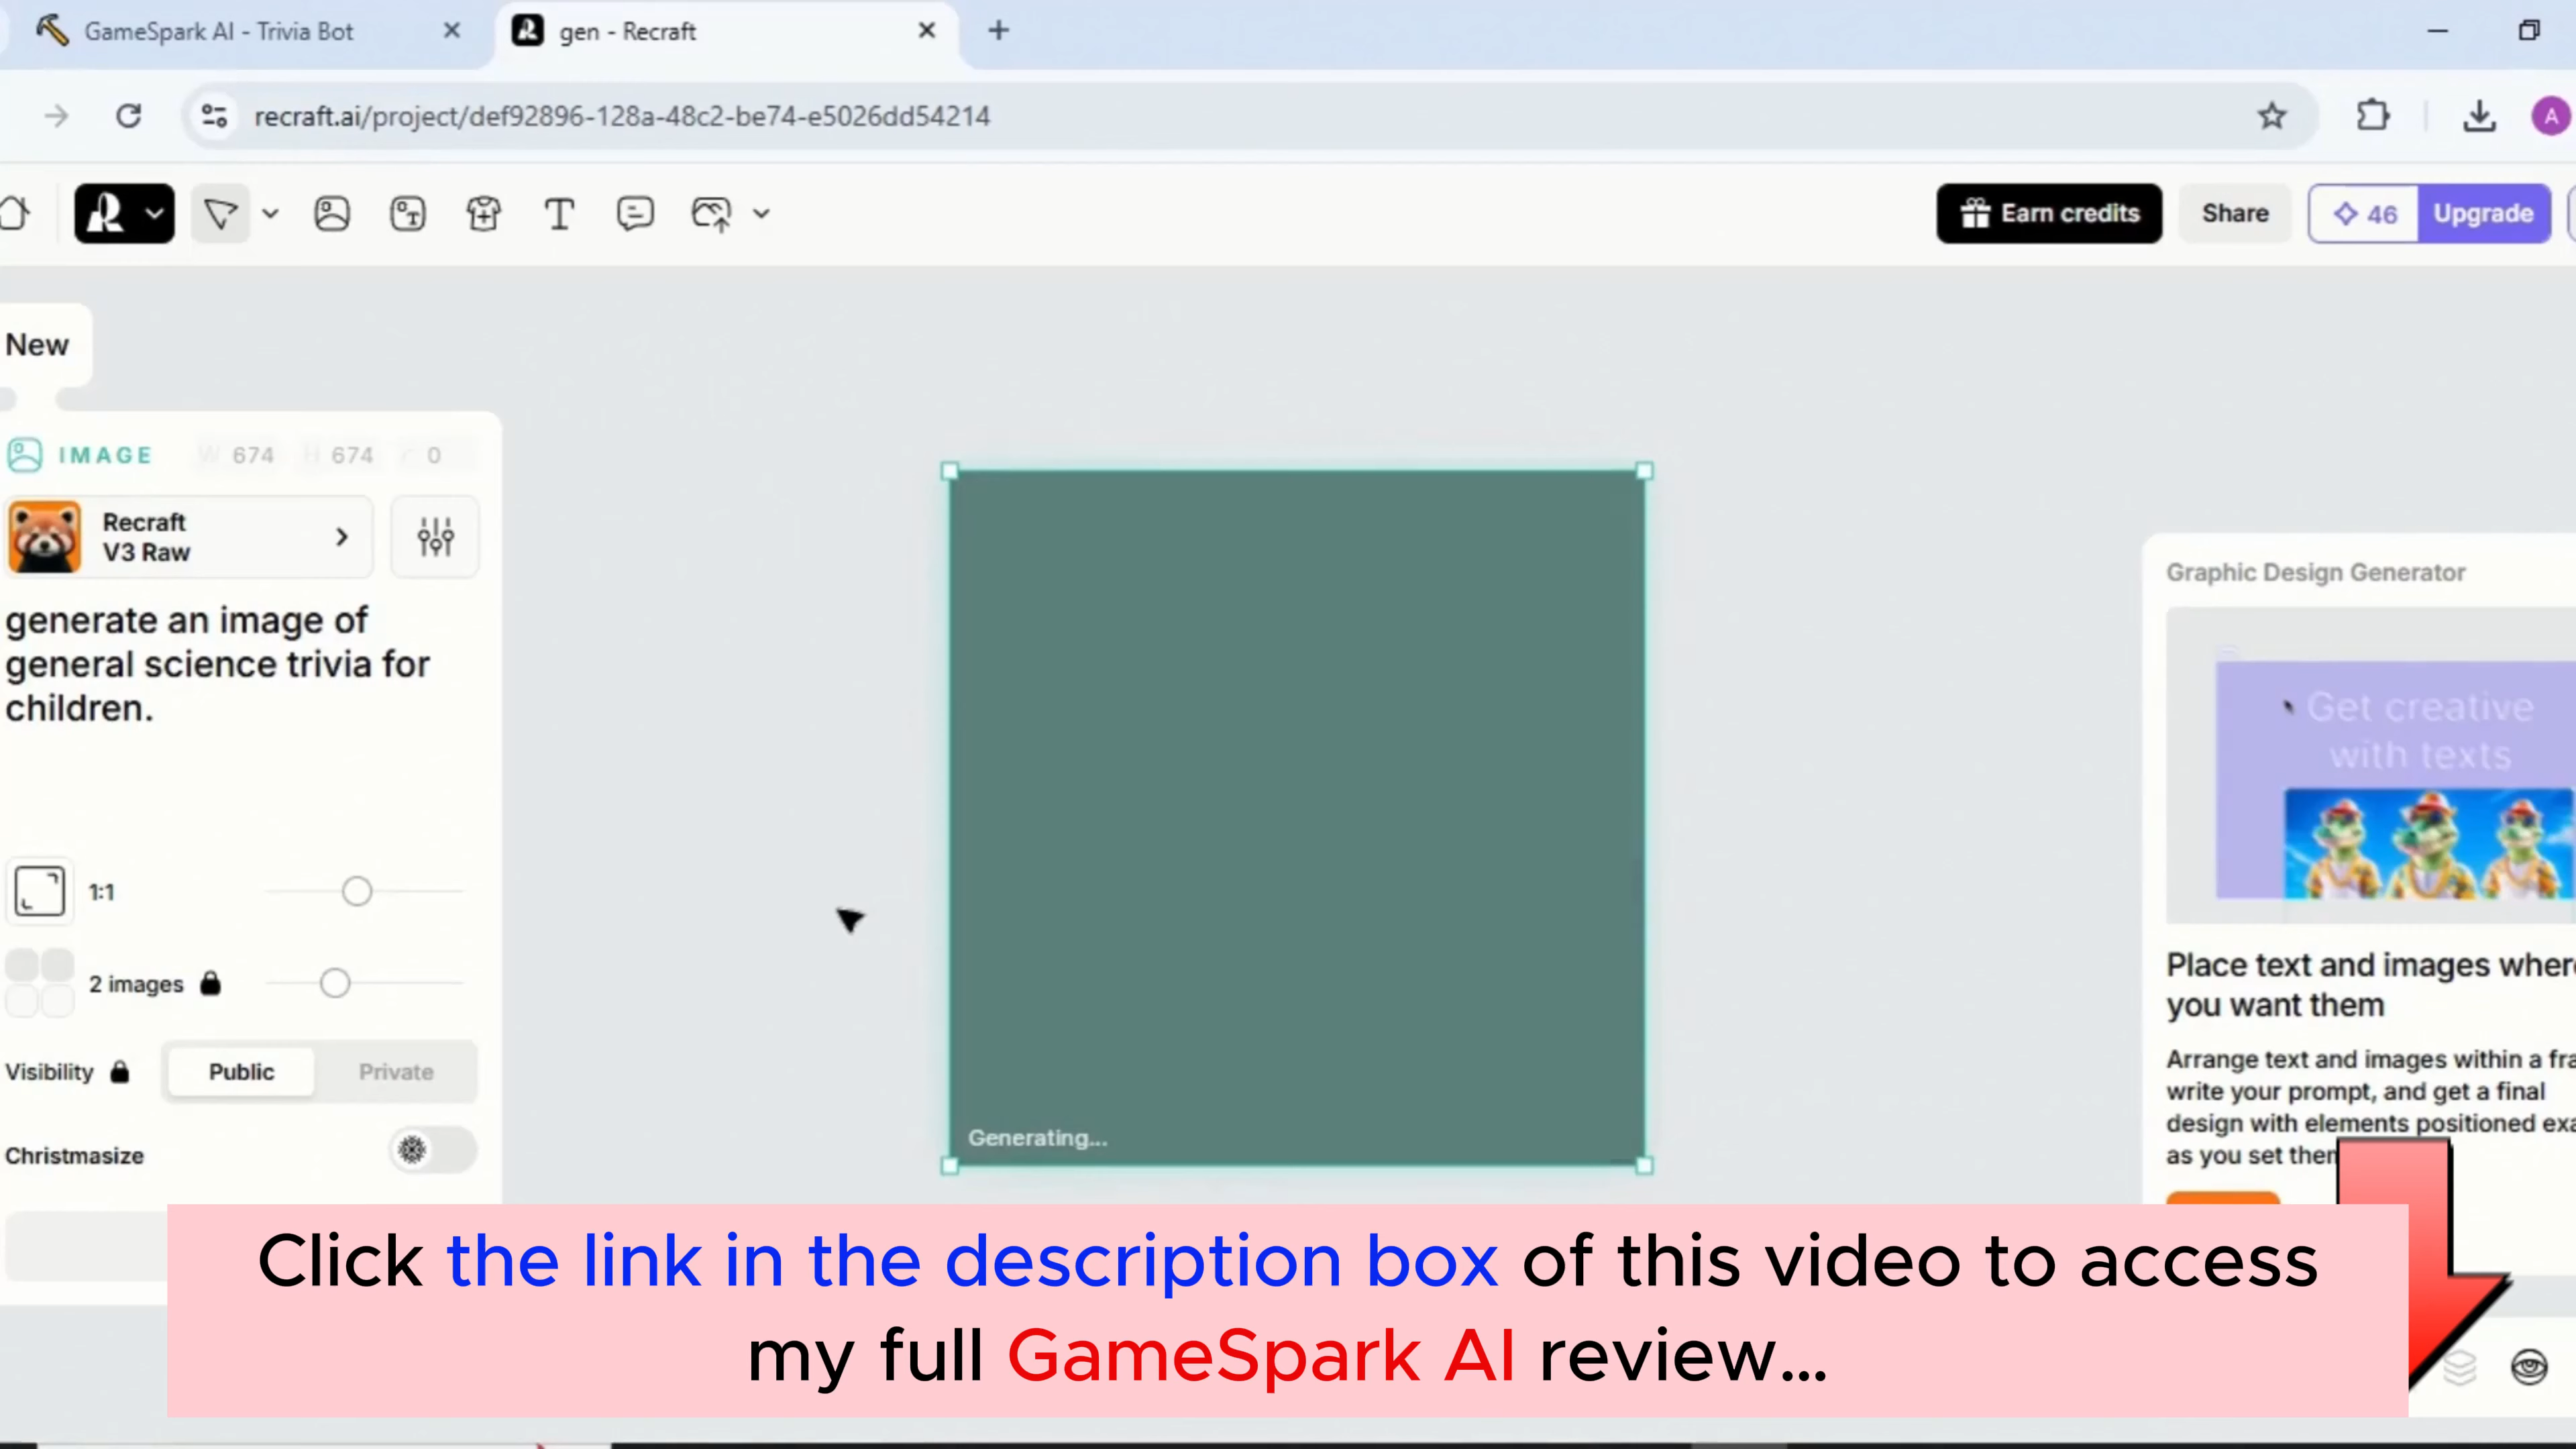 GameSpark AI - Trivia Bot
gen - Recraft
recraft.ai/project/def92896-128a-48c2-be74-e5026dd54214
A
Earn credits
Share
46
Upgrade
New
IMAGE
W 674
H 674
r 0
Recraft
V3 Raw
generate an image of
general science trivia for
children.
1:1
2 images
Visibility
Public
Private
Christmasize
Generating...
Graphic Design Generator
Get creative
with texts
Place text and images where
you want them
Arrange text and images within a
write your prompt, and get a final
design with elements positioned
as you set them
Click the link in the description box of this video to access
my full GameSpark AI review...